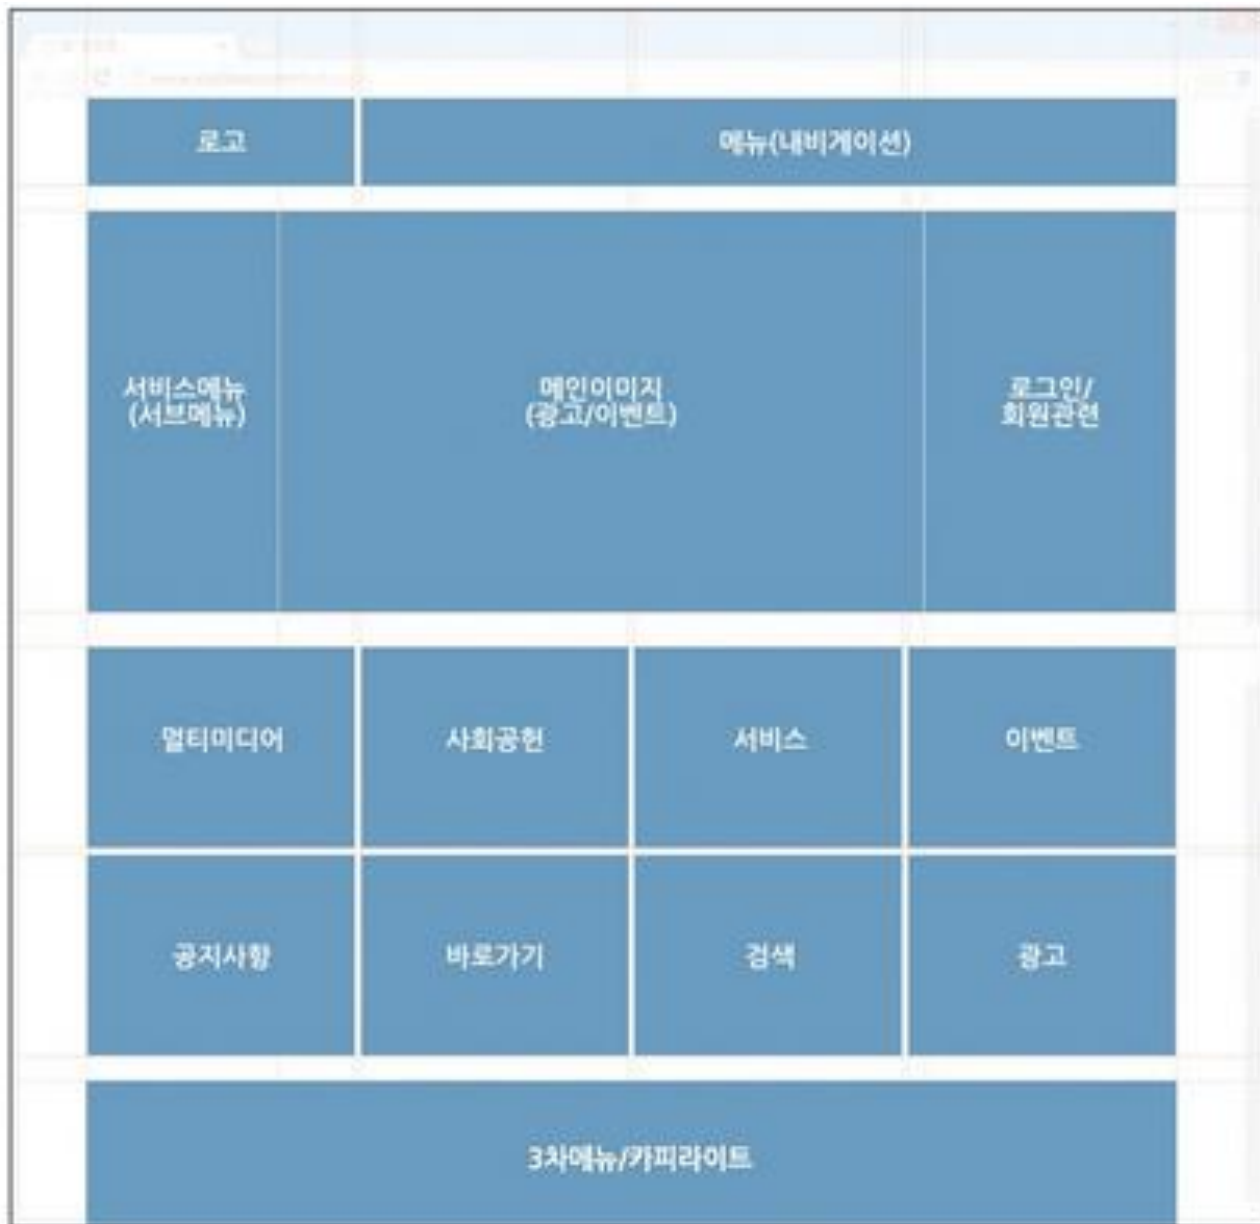 로고
메뉴(내비게이션)
서비스메뉴
(서브메뉴)
메인이미지
(광고/이벤트)
로그인/
회원관련
멀티미디어
사회공헌
서비스
이벤트
공지사항
바로가기
검색
광고
3차메뉴/카피라이트